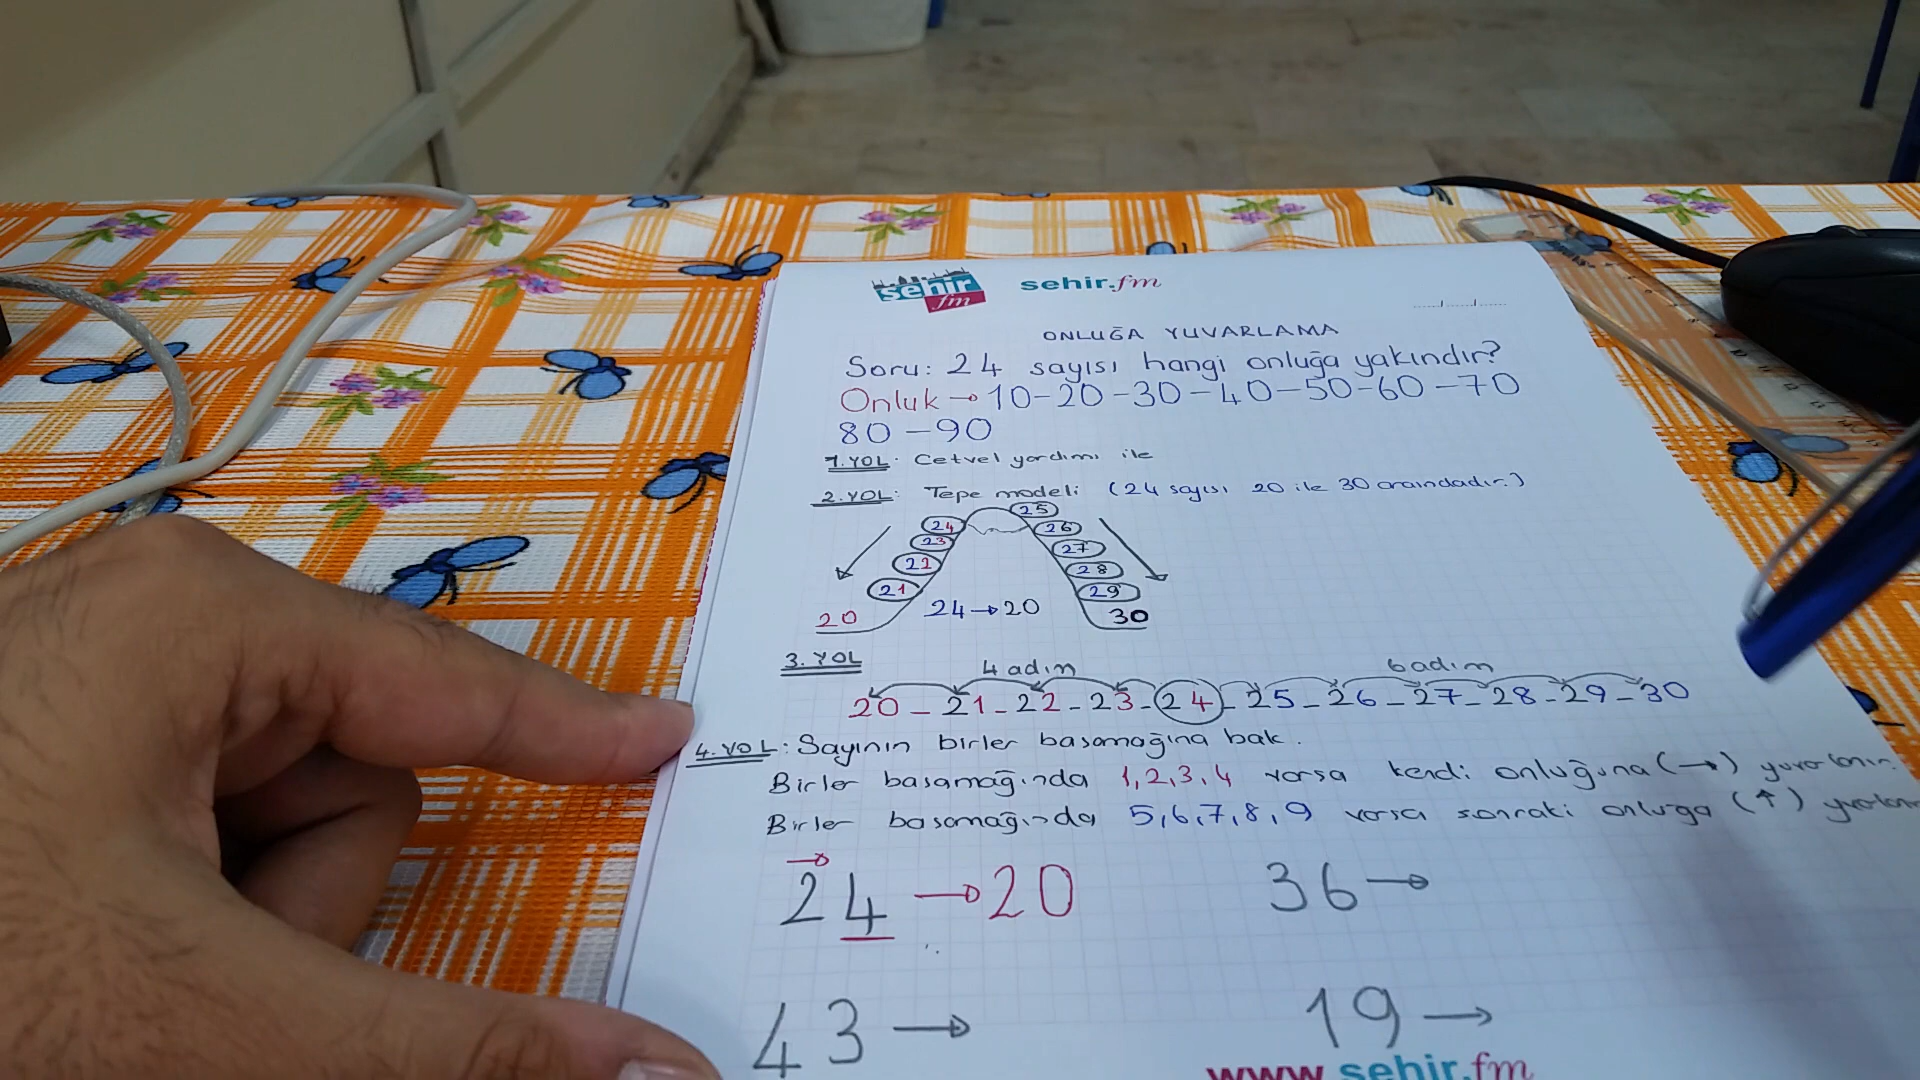 sehir fm sehir.fm
...../...../.....
ONLUĞA YUVARLAMA
Soru: 24 sayısı hangi onluğa yakındır?
Onluk → 10-20-30-40-50-60-70
80-90
1.YOL: Cetvel yardımı ile
2.YOL: Tepe modeli (24 sayısı 20 ile 30 araındadır.)
25
24 26
23 27
22 28
21 29
20 24→20 30
3.YOL 4 adım 6 adım
20-21-22-23-24-25-26-27-28-29-30
4.YOL: Sayının birler basamağına bak.
Birler basamağında 1,2,3,4 varsa kendi onluğuna (→) yuvarlanır.
Birler basamağında 5,6,7,8,9 varsa sonraki onluğa (↑)
→
24 → 20 36 →
43 → 19 →
www.sehir.fm